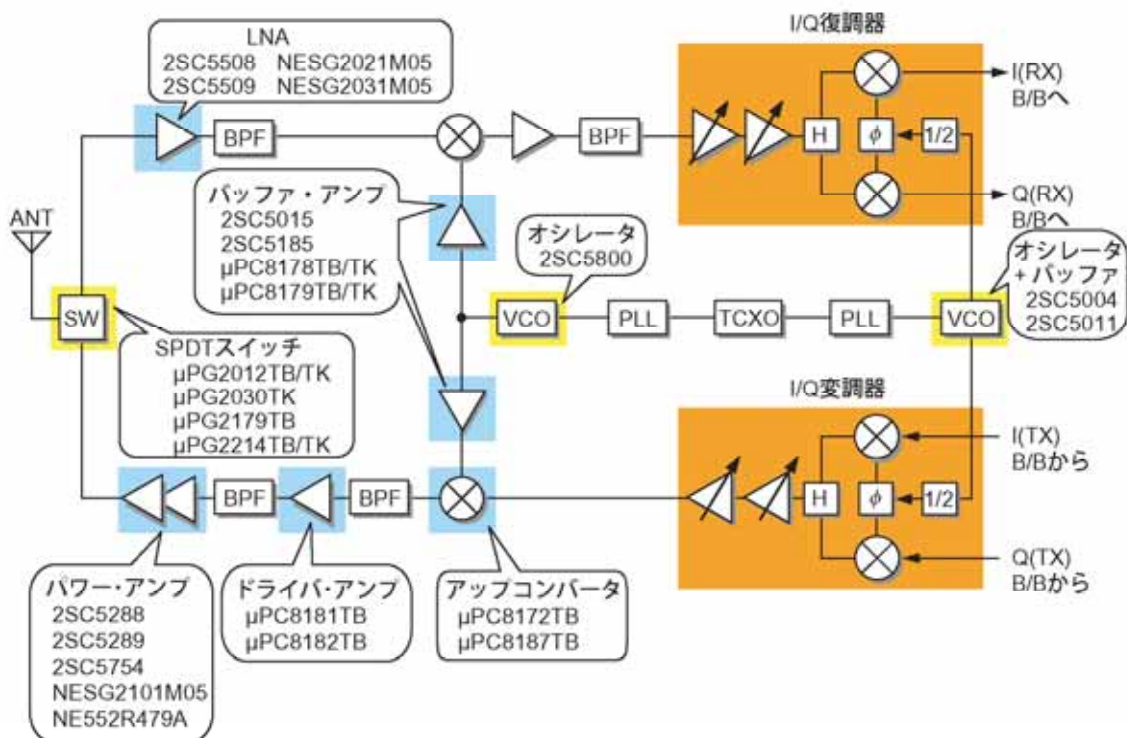 LNA
2SC5508 NESG2021M05
2SC5509 NESG2031M05
I/Q復調器
BPF
BPF
H
φ
1/2
I(RX)
B/Bへ
Q(RX)
B/Bへ
バッファ・アンプ
2SC5015
2SC5185
μPC8178TB/TK
μPC8179TB/TK
ANT
SW
オシレータ
2SC5800
VCO
PLL
TCXO
PLL
VCO
オシレータ
+ バッファ
2SC5004
2SC5011
SPDTスイッチ
μPG2012TB/TK
μPG2030TK
μPG2179TB
μPG2214TB/TK
I/Q変調器
I(TX)
B/Bから
H
φ
1/2
Q(TX)
B/Bから
BPF
BPF
パワー・アンプ
2SC5288
2SC5289
2SC5754
NESG2101M05
NE552R479A
ドライバ・アンプ
μPC8181TB
μPC8182TB
アップコンバータ
μPC8172TB
μPC8187TB